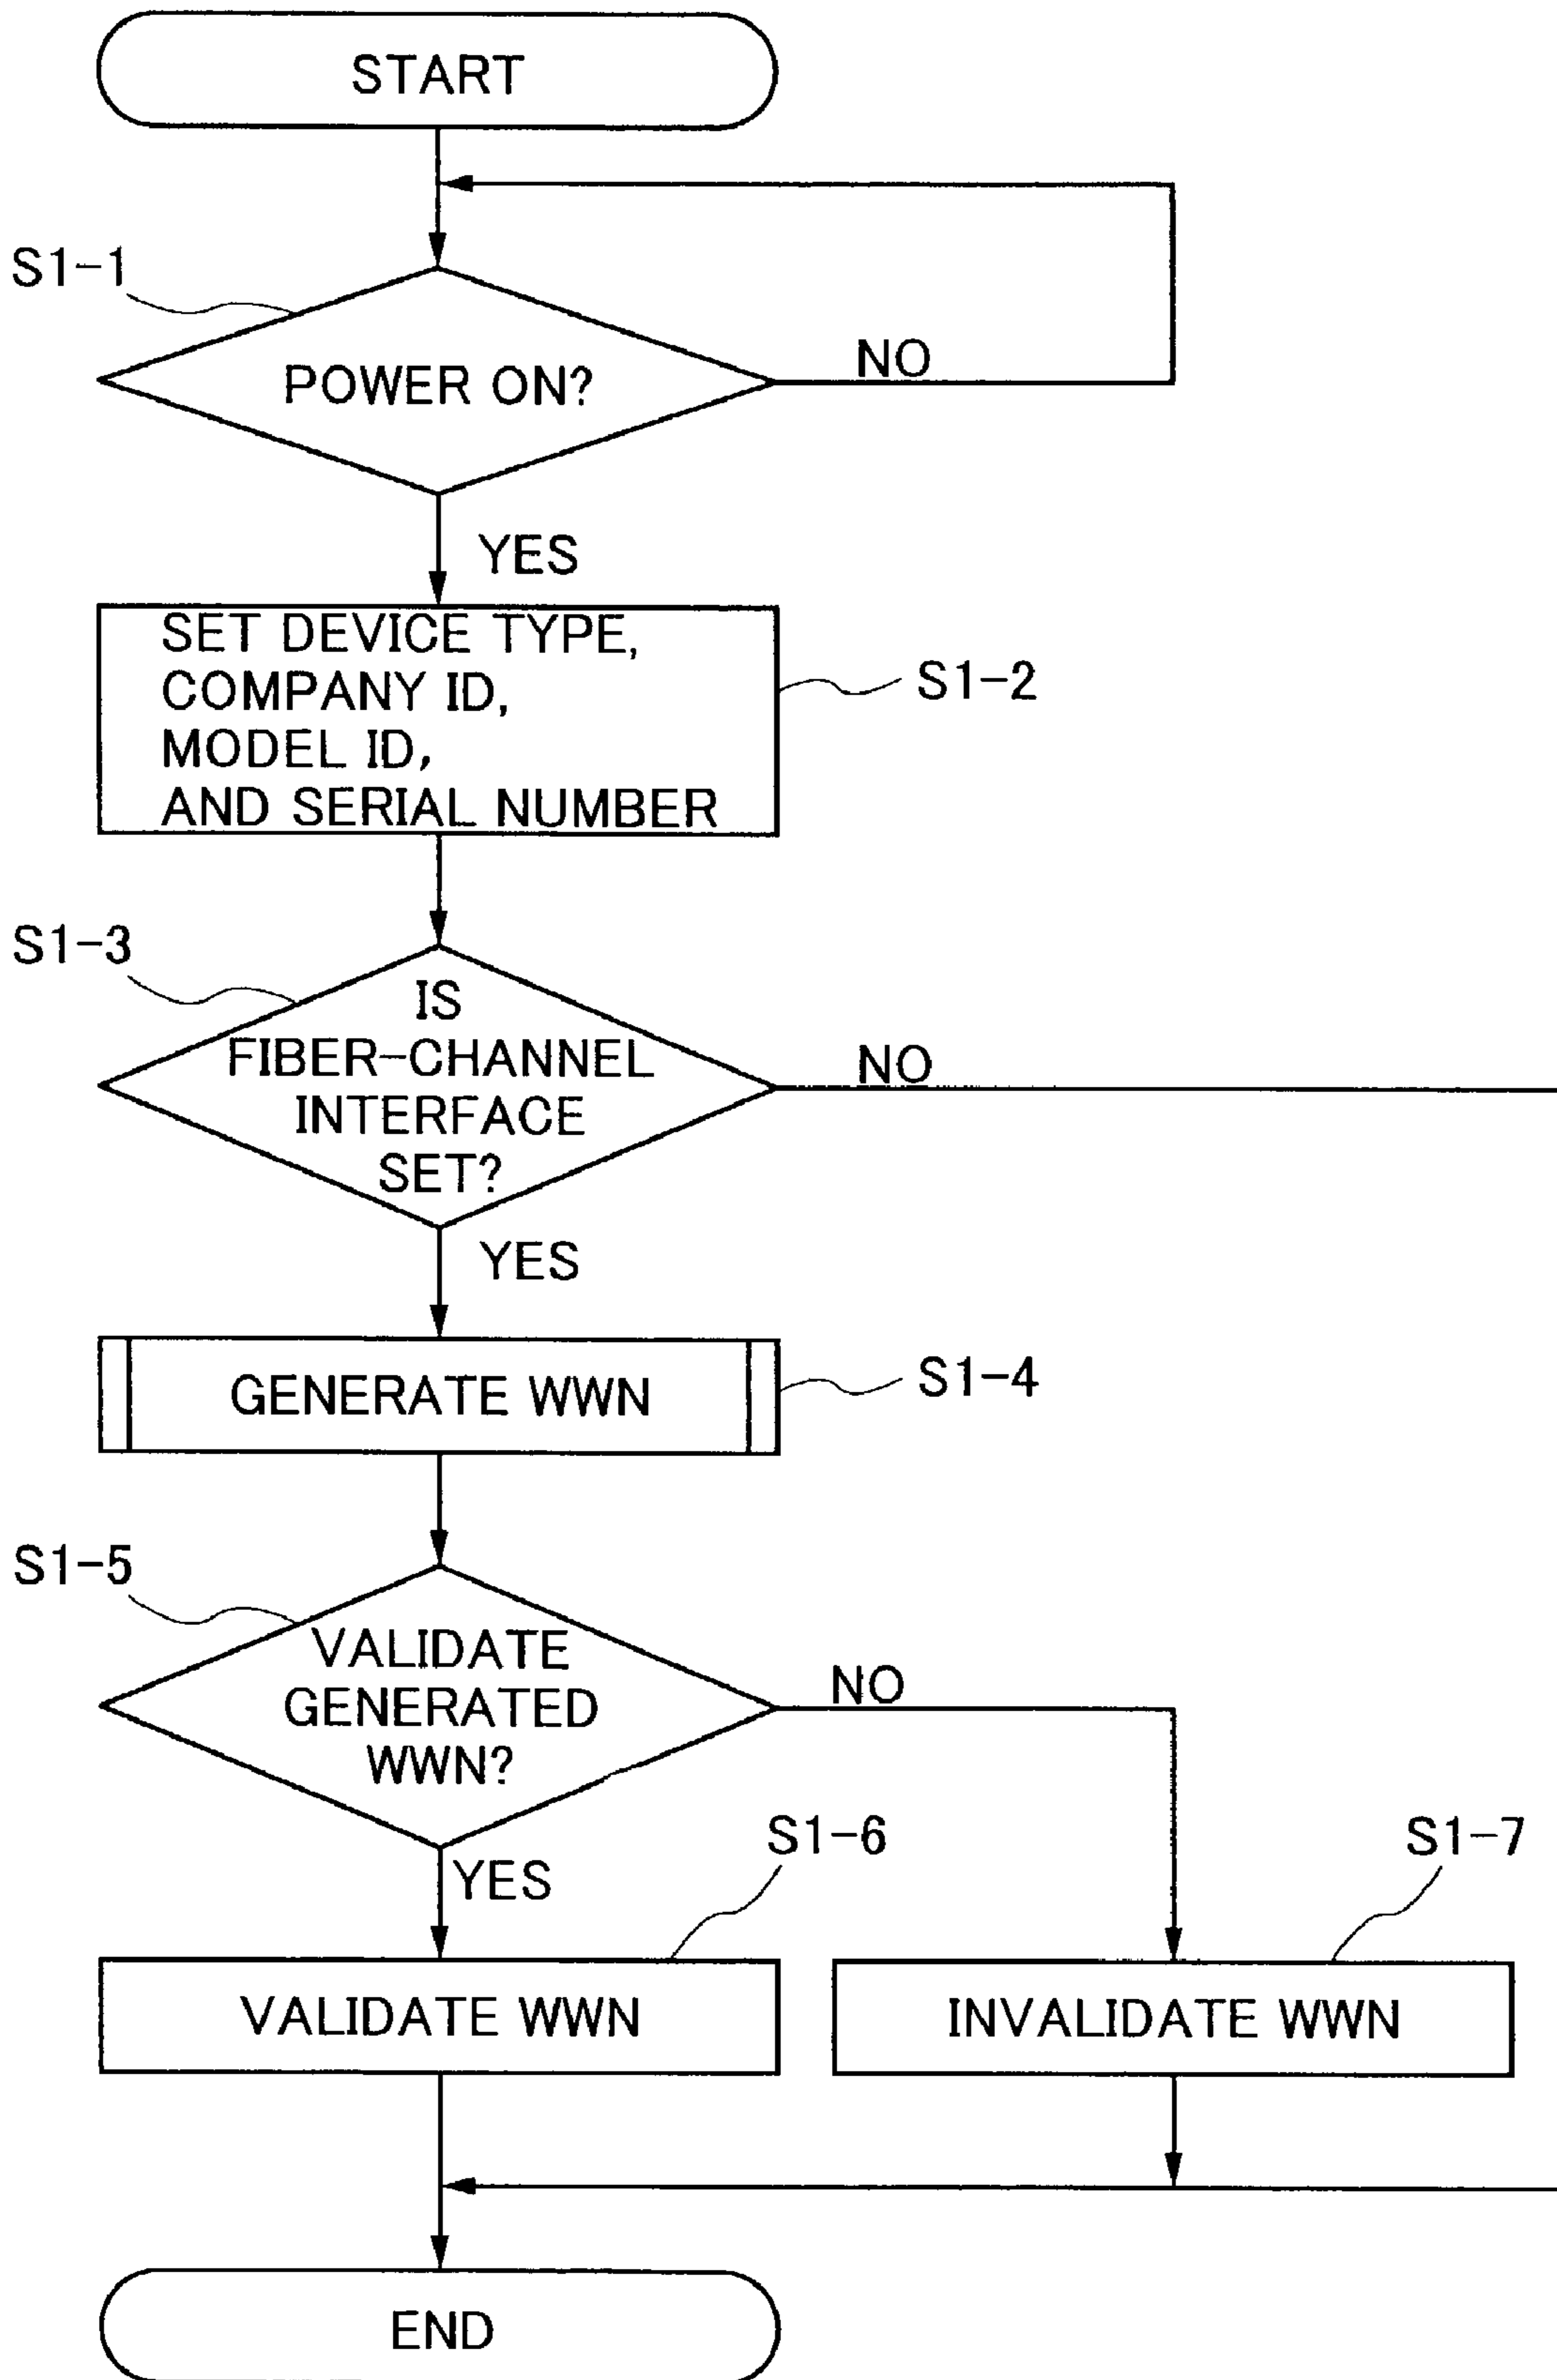 START
S1-1
POWER ON?
NO
YES
SET DEVICE TYPE,
COMPANY ID,
MODEL ID,
AND SERIAL NUMBER
S1-2
S1-3
IS
FIBER-CHANNEL
INTERFACE
SET?
NO
YES
GENERATE WWN
S1-4
S1-5
VALIDATE
GENERATED
WWN?
NO
YES
S1-6
S1-7
VALIDATE WWN
INVALIDATE WWN
END